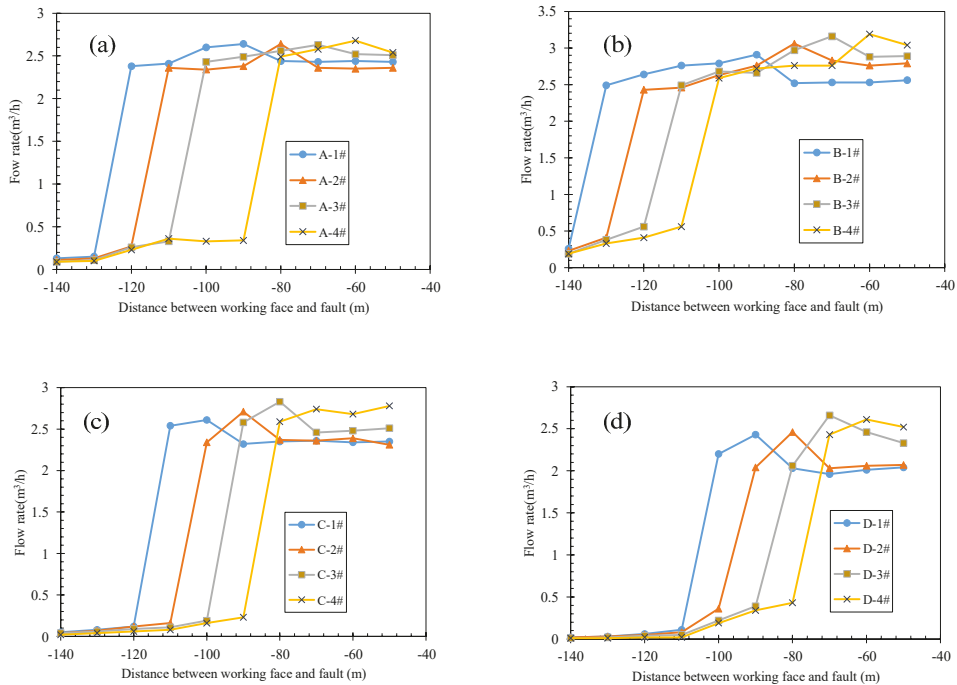 (a)
Fow rate(m³/h)
3
2.5
2
1.5
1
0.5
0
A-1#
A-2#
A-3#
A-4#
-140 -120 -100 -80 -60 -40
Distance between working face and fault (m)
(b)
Flow rate(m³/h)
3.5
3
2.5
2
1.5
1
0.5
0
B-1#
B-2#
B-3#
B-4#
-140 -120 -100 -80 -60 -40
Distance between working face and fault (m)
(c)
Flow rate(m³/h)
3
2.5
2
1.5
1
0.5
0
C-1#
C-2#
C-3#
C-4#
-140 -120 -100 -80 -60 -40
Distance between working face and fault (m)
(d)
Flow rate(m³/h)
3
2.5
2
1.5
1
0.5
0
D-1#
D-2#
D-3#
D-4#
-140 -120 -100 -80 -60 -40
Distance between working face and fault (m)